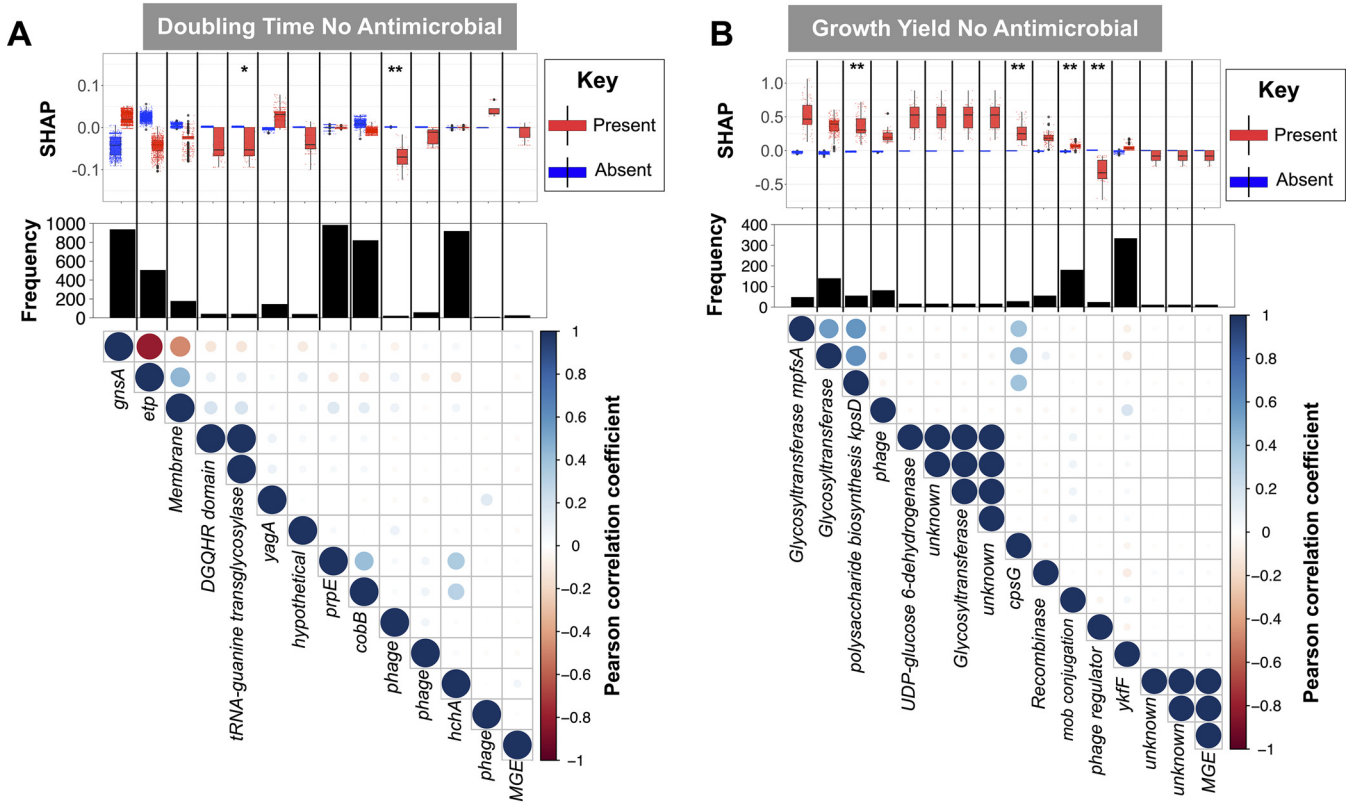 A
Doubling Time No Antimicrobial
SHAP
0.1
0.0
-0.1
*
**
Key
Present
Absent
Frequency
1000
800
600
400
200
0
gnsA
etp
Membrane
DGQHR domain
tRNA-guanine transglycosylase
yagA
hypothetical
prpE
cobB
phage
phage
hchA
phage
MGE
1
0.8
0.6
0.4
0.2
0
−0.2
−0.4
−0.6
−0.8
−1
Pearson correlation coefficient
B
Growth Yield No Antimicrobial
SHAP
1.0
0.5
0.0
-0.5
**
**
**
**
Key
Present
Absent
Frequency
400
300
200
100
0
Glycosyltransferase mpfsA
Glycosyltransferase
polysaccharide biosynthesis kpsD
phage
UDP-glucose 6-dehydrogenase
unknown
Glycosyltransferase
unknown
cpsG
Recombinase
mob conjugation
phage regulator
ykfF
unknown
unknown
MGE
1
0.8
0.6
0.4
0.2
0
−0.2
−0.4
−0.6
−0.8
−1
Pearson correlation coefficient